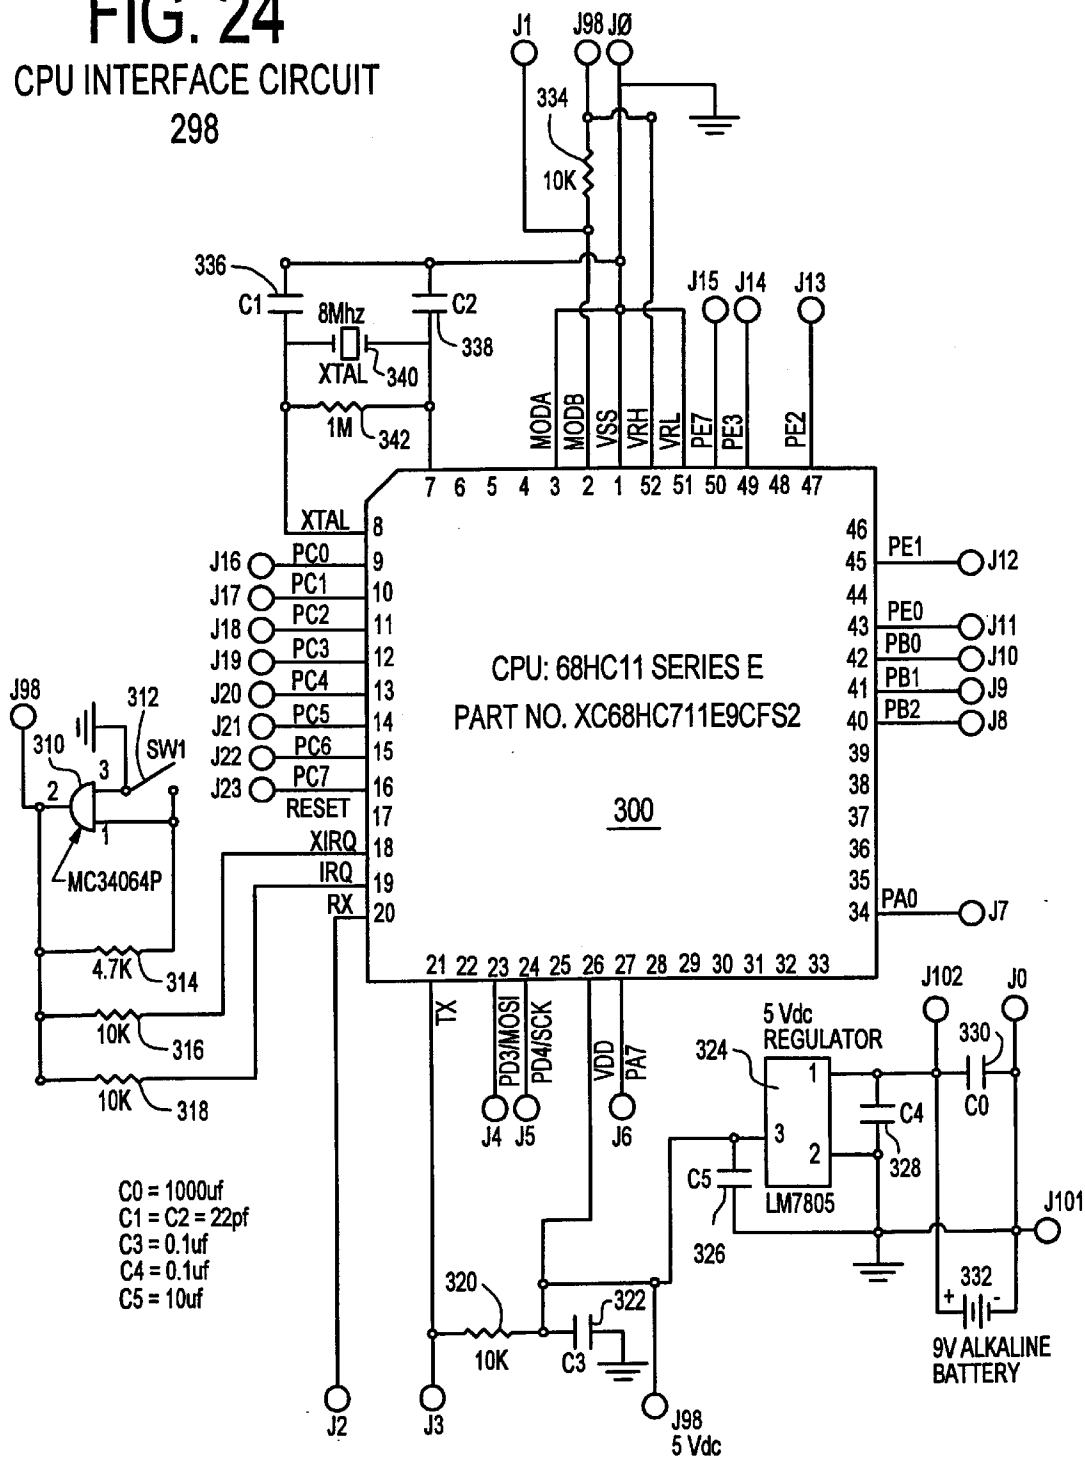 FIG. 24
CPU INTERFACE CIRCUIT
298
J1
J98
JØ
334
10K
336
C1
C2
338
8Mhz
XTAL
340
1M
342
J15
J14
J13
MODA
MODB
VSS
VRH
VRL
PE7
PE3
PE2
7 6 5 4 3 2 1 52 51 50 49 48 47
XTAL
8
J16 PC0 9
J17 PC1 10
J18 PC2 11
J19 PC3 12
J20 PC4 13
J21 PC5 14
J22 PC6 15
J23 PC7 16
RESET 17
XIRQ 18
IRQ 19
RX 20
46
45 PE1 J12
44
43 PE0 J11
42 PB0 J10
41 PB1 J9
40 PB2 J8
39
38
37
36
35
34 PA0 J7
CPU: 68HC11 SERIES E
PART NO. XC68HC711E9CFS2
300
J98
312
310
SW1
3
2
1
MC34064P
4.7K
314
10K
316
10K
318
21 22 23 24 25 26 27 28 29 30 31 32 33
TX
PD3/MOSI
PD4/SCK
VDD
PA7
J4
J5
J6
5 Vdc
REGULATOR
324
1
3
2
LM7805
J102
J0
330
C0
C4
328
C5
326
J101
332
+ -
9V ALKALINE
BATTERY
C0 = 1000uf
C1 = C2 = 22pf
C3 = 0.1uf
C4 = 0.1uf
C5 = 10uf
320
10K
322
C3
J2
J3
J98
5 Vdc